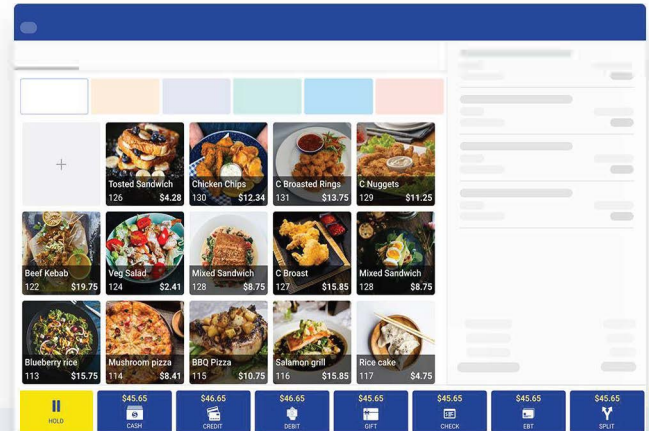 Tosted Sandwich
126 $4.28
Chicken Chips
130 $12.34
C Broasted Rings
131 $13.75
C Nuggets
129 $11.25
Beef Kebab
122 $19.75
Veg Salad
124 $2.41
Mixed Sandwich
128 $8.75
C Broast
127 $15.85
Mixed Sandwich
128 $8.75
Blueberry rice
113 $15.75
Mushroom pizza
114 $8.41
BBQ Pizza
115 $10.75
Salamon grill
116 $15.85
Rice cake
117 $4.75
HOLD
$45.65
CASH
$46.65
CREDIT
$46.65
DEBIT
$45.65
GIFT
$45.65
CHECK
$45.65
EBT
$45.65
SPLIT